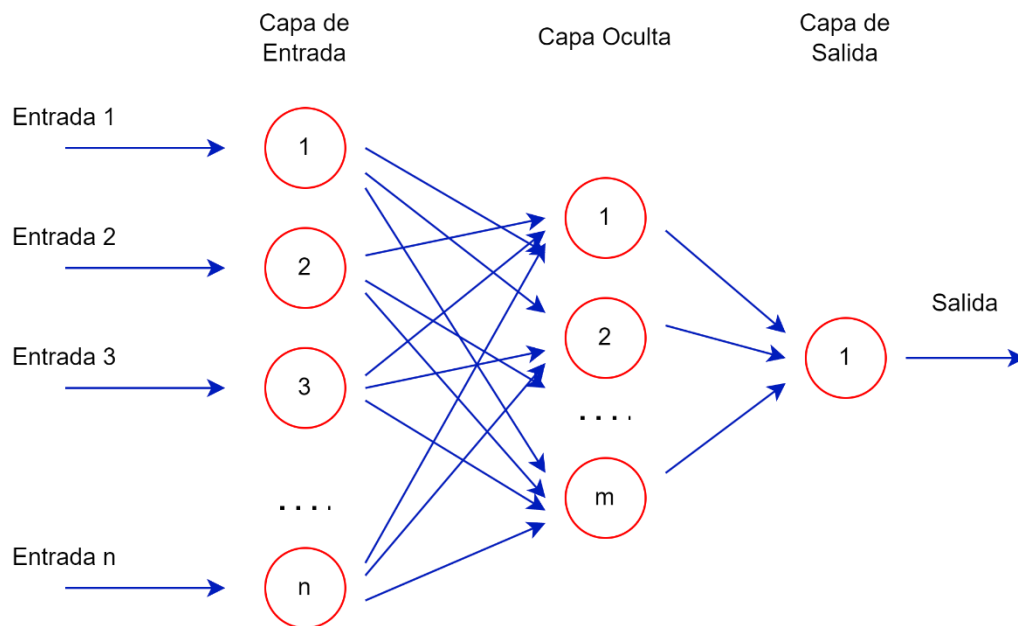 Capa de
Entrada
Capa Oculta
Capa de
Salida
Entrada 1
1
Entrada 2
2
Entrada 3
3
. . . .
Entrada n
n
1
2
. . . .
m
1
Salida